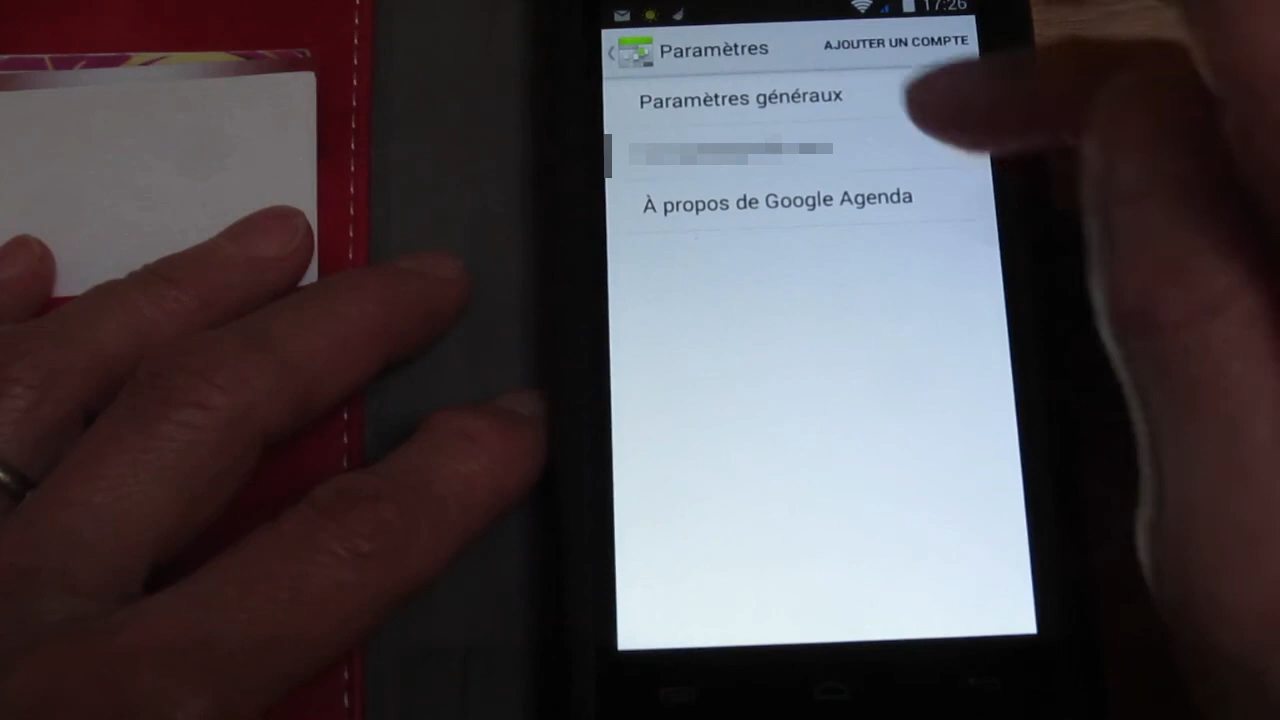 17:26
Paramètres
AJOUTER UN COMPTE
Paramètres généraux
À propos de Google Agenda